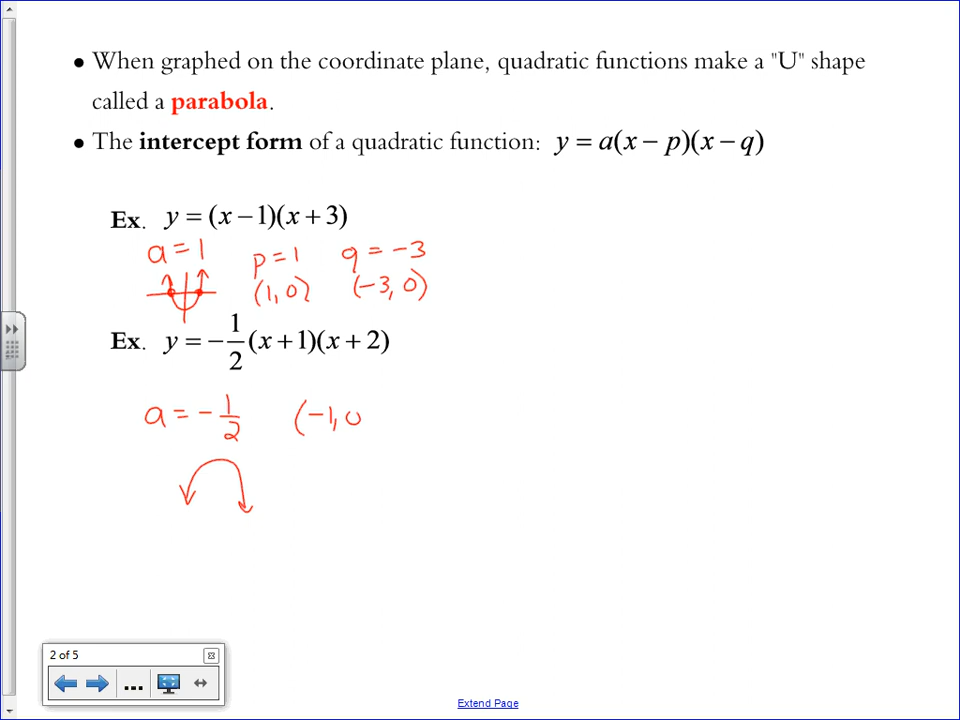 • When graphed on the coordinate plane, quadratic functions make a "U" shape
called a parabola.
• The intercept form of a quadratic function: y = a(x − p)(x − q)
Ex. y = (x − 1)(x + 3)
a = 1 p = 1 q = −3
(1, 0) (−3, 0)
Ex. y = −1/2(x + 1)(x + 2)
a = −1/2 (−1, 0
2 of 5
...
Extend Page